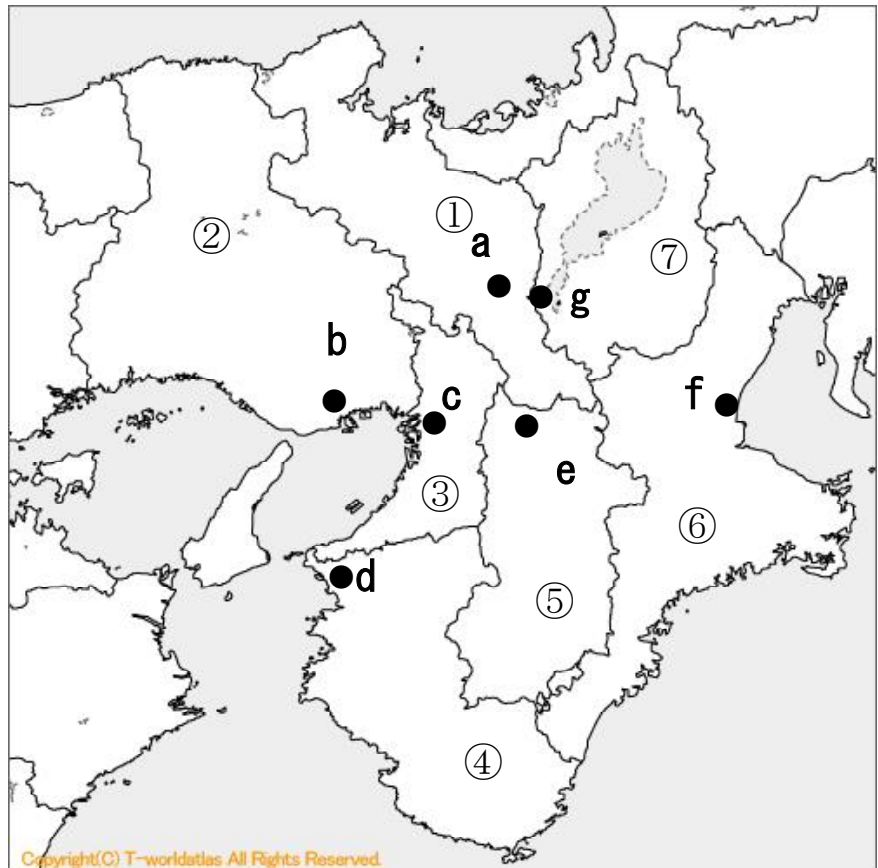 ①
②
⑦
a
g
b
f
c
e
③
⑥
d
⑤
④
Copyright(C) T-worldatlas All Rights Reserved.